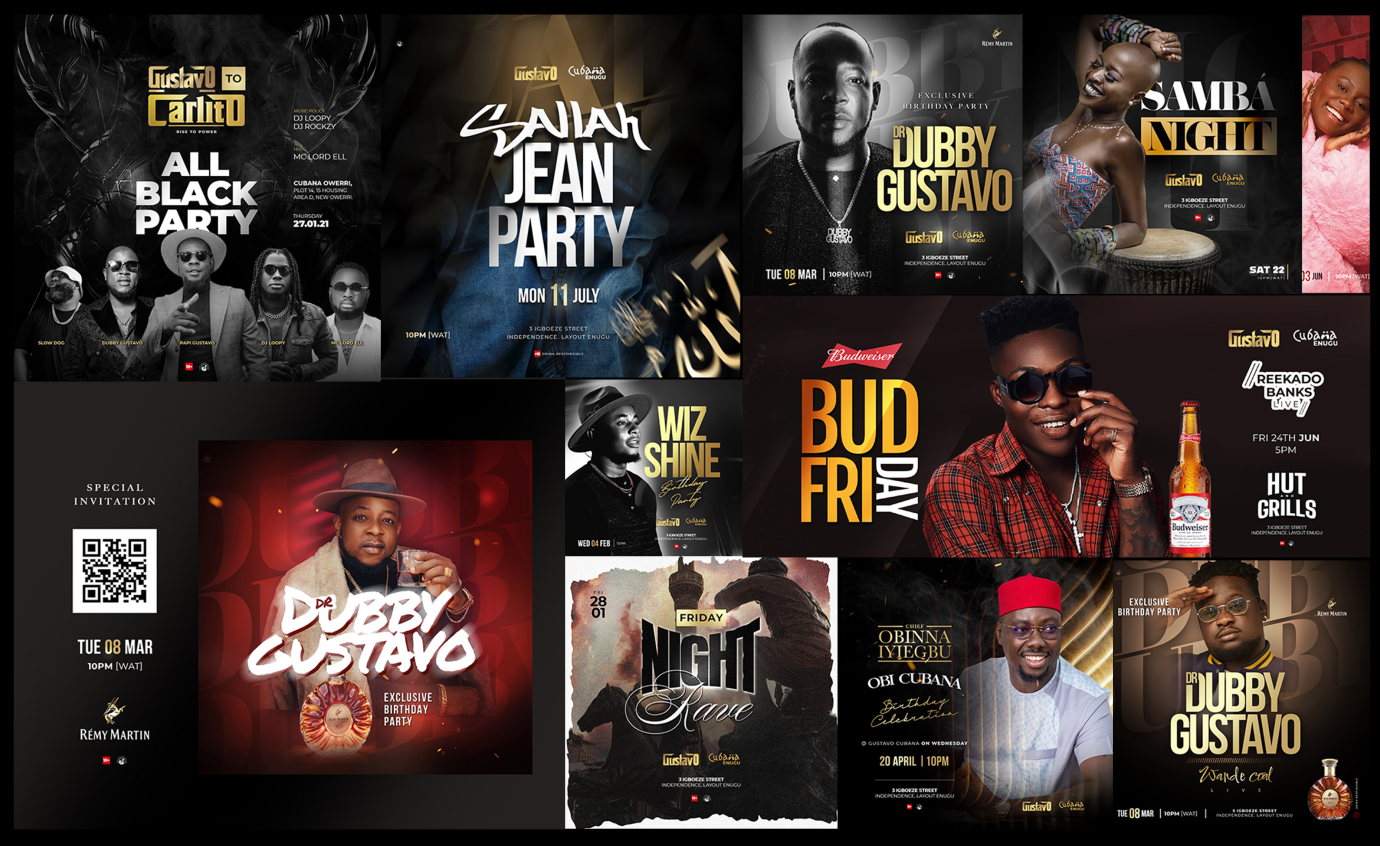 GustavO TO
CarlitO
RISE TO POWER
ALL
BLACK
PARTY
MUSIC POLICY
DJ LOOPY
DJ ROCKZY
MC LORD ELL
CUBANA OWERRI,
PLOT 14, 15 HOUSING
AREA D, NEW OWERRI.
THURSDAY
27.01.21
SLOW DOG
DUBBY GUSTAVO
PAPI GUSTAVO
DJ LOOPY
MC LORD ELL
GustavO
Cubana
ENUGU
Sallah
JEAN
PARTY
MON 11 JULY
10PM [WAT]
3 IGBOEZE STREET
INDEPENDENCE, LAYOUT ENUGU
DRINK RESPONSIBLY
RÉMY MARTIN
EXCLUSIVE
BIRTHDAY PARTY
DR
DUBBY
GUSTAVO
DUBBY
GUSTAVO
GustavO
Cubana
ENUGU
3 IGBOEZE STREET
INDEPENDENCE, LAYOUT ENUGU
TUE 08 MAR
10PM [WAT]
SAMBÁ
NIGHT
GustavO
Cubana
ENUGU
3 IGBOEZE STREET
INDEPENDENCE, LAYOUT ENUGU
SAT 22
03 JUN
10PM[WAT]
Budweiser
BUD
FRIDAY
Budweiser
GustavO
Cubana
ENUGU
REEKADO
BANKS
LIVE
FRI 24TH JUN
5PM
HUT
AND
GRILLS
3 IGBOEZE STREET
INDEPENDENCE, LAYOUT ENUGU
SPECIAL
INVITATION
TUE 08 MAR
10PM [WAT]
RÉMY MARTIN
DR
DUBBY
GUSTAVO
EXCLUSIVE
BIRTHDAY
PARTY
WIZ
SHINE
Birthday
Party
GustavO
Cubana
ENUGU
3 IGBOEZE STREET
INDEPENDENCE, LAYOUT ENUGU
WED 04 FEB
FRI
28
01
FRIDAY
NIGHT
Rave
GustavO
Cubana
ENUGU
3 IGBOEZE STREET
INDEPENDENCE, LAYOUT ENUGU
CHIEF
OBINNA
IYIEGBU
OBI CUBANA
Birthday
Celebration
@ GUSTAVO CUBANA ON WEDNESDAY
20 APRIL | 10PM
3 IGBOEZE STREET
INDEPENDENCE, LAYOUT ENUGU
GustavO
Cubana
ENUGU
EXCLUSIVE
BIRTHDAY PARTY
RÉMY MARTIN
DR
DUBBY
GUSTAVO
Wande coal
LIVE
TUE 08 MAR
10PM [WAT]
3 IGBOEZE STREET
INDEPENDENCE, LAYOUT ENUGU